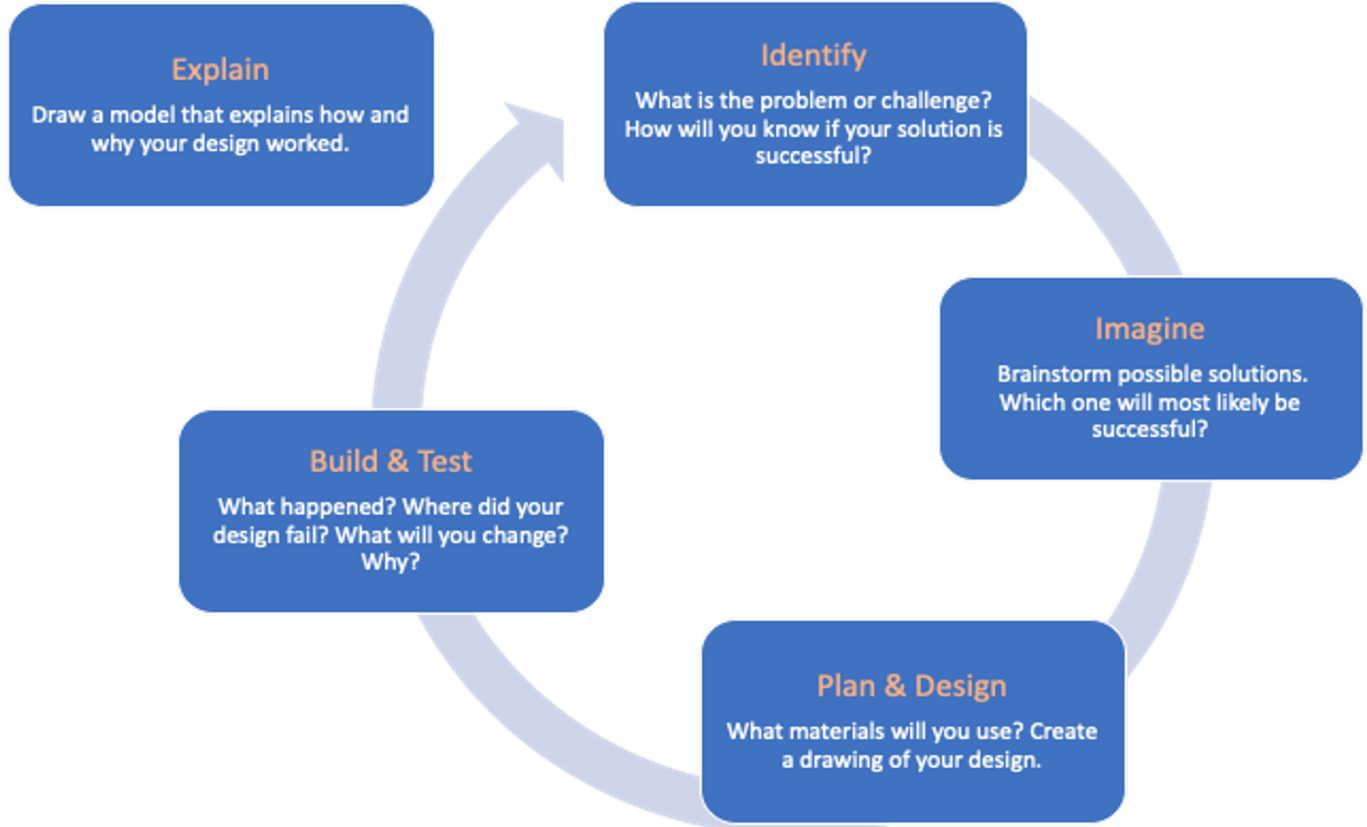 Explain
Draw a model that explains how and
why your design worked.
Identify
What is the problem or challenge?
How will you know if your solution is
successful?
Imagine
Brainstorm possible solutions.
Which one will most likely be
successful?
Build & Test
What happened? Where did your
design fail? What will you change?
Why?
Plan & Design
What materials will you use? Create
a drawing of your design.